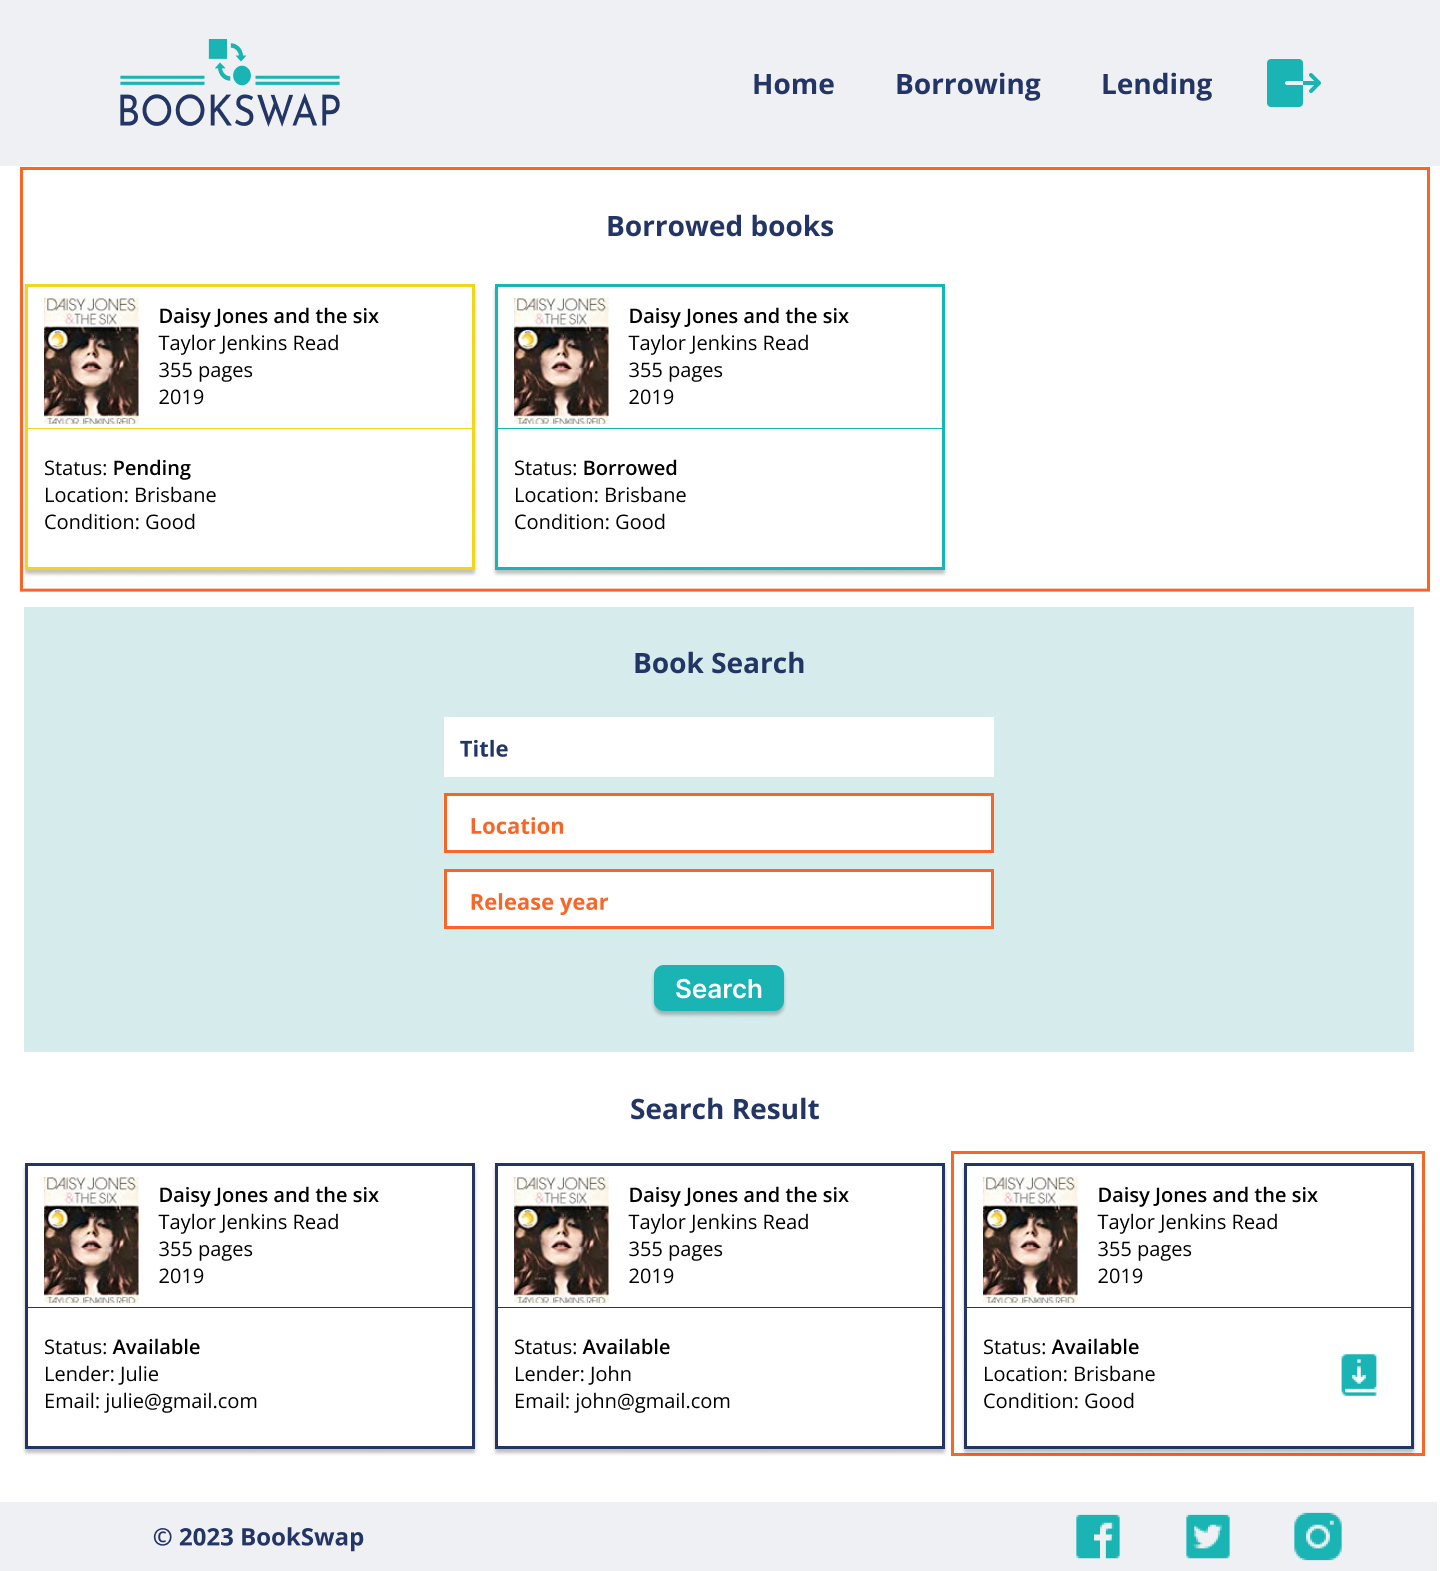 BOOKSWAP
Home
Borrowing
Lending
Borrowed books
DAISY JONES
&THE SIX
TAYLOR JENKINS REID
Daisy Jones and the six
Taylor Jenkins Read
355 pages
2019
Status: Pending
Location: Brisbane
Condition: Good
DAISY JONES
&THE SIX
TAYLOR JENKINS REID
Daisy Jones and the six
Taylor Jenkins Read
355 pages
2019
Status: Borrowed
Location: Brisbane
Condition: Good
Book Search
Title
Location
Release year
Search
Search Result
DAISY JONES
&THE SIX
TAYLOR JENKINS REID
Daisy Jones and the six
Taylor Jenkins Read
355 pages
2019
Status: Available
Lender: Julie
Email: julie@gmail.com
DAISY JONES
&THE SIX
TAYLOR JENKINS REID
Daisy Jones and the six
Taylor Jenkins Read
355 pages
2019
Status: Available
Lender: John
Email: john@gmail.com
DAISY JONES
&THE SIX
TAYLOR JENKINS REID
Daisy Jones and the six
Taylor Jenkins Read
355 pages
2019
Status: Available
Location: Brisbane
Condition: Good
© 2023 BookSwap